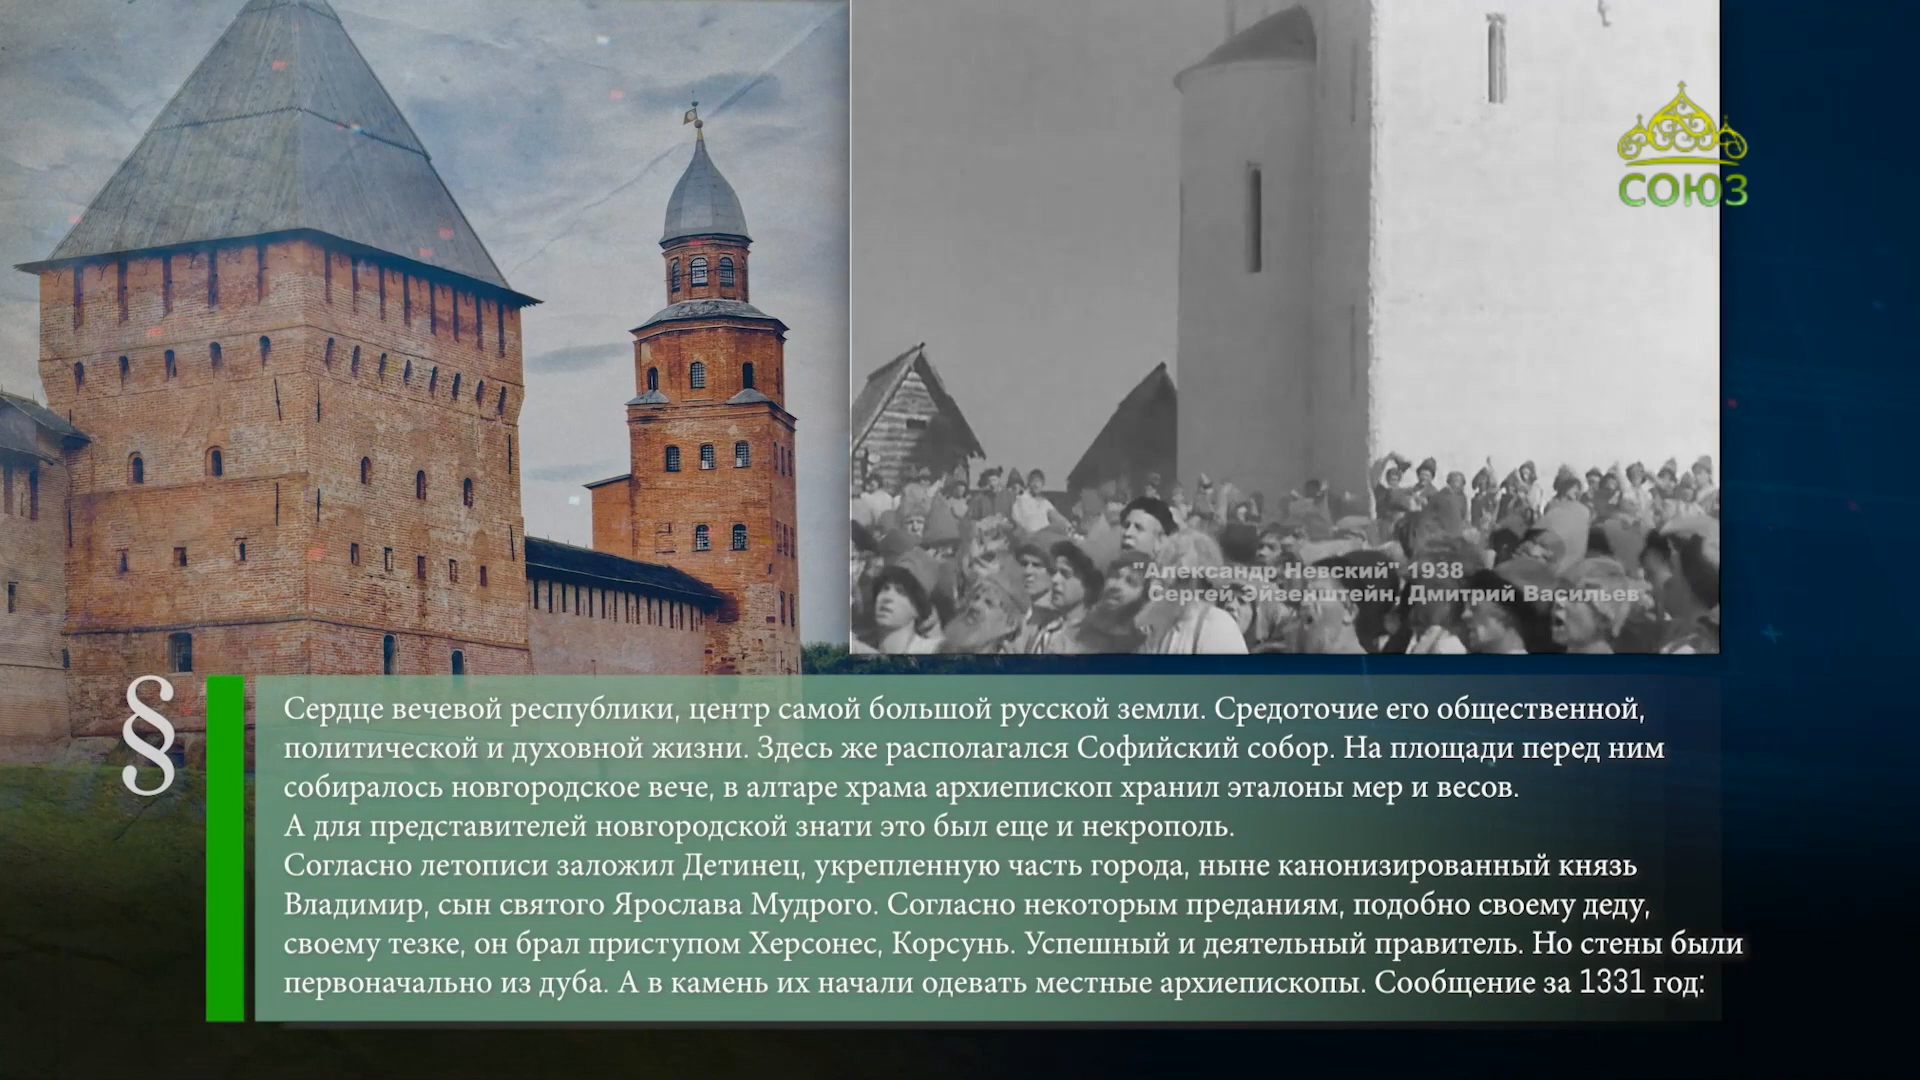 СОЮЗ
"Александр Невский" 1938
Сергей Эйзенштейн, Дмитрий Васильев
§
Сердце вечевой республики, центр самой большой русской земли. Средоточие его общественной,
политической и духовной жизни. Здесь же располагался Софийский собор. На площади перед ним
собиралось новгородское вече, в алтаре храма архиепископ хранил эталоны мер и весов.
А для представителей новгородской знати это был еще и некрополь.
Согласно летописи заложил Детинец, укрепленную часть города, ныне канонизированный князь
Владимир, сын святого Ярослава Мудрого. Согласно некоторым преданиям, подобно своему деду,
своему тезке, он брал приступом Херсонес, Корсунь. Успешный и деятельный правитель. Но стены были
первоначально из дуба. А в камень их начали одевать местные архиепископы. Сообщение за 1331 год: